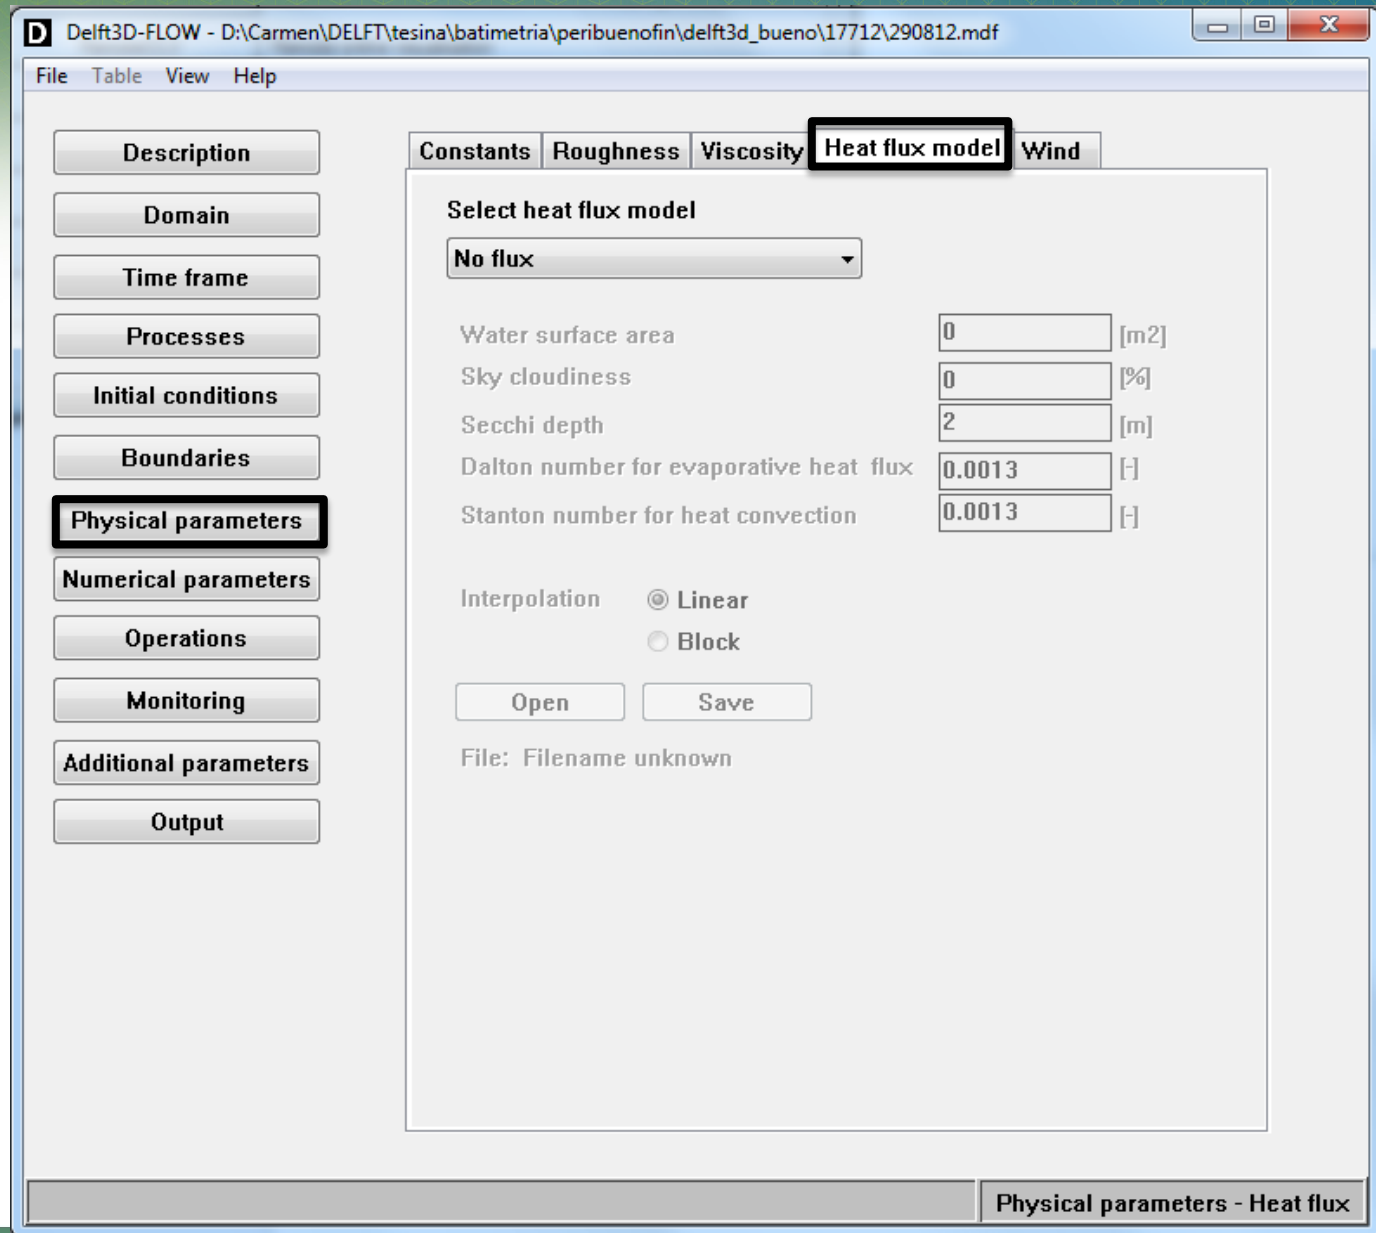 D Delft3D-FLOW - D:\Carmen\DELFT\tesina\batimetria\peribuenofin\delft3d_bueno\17712\290812.mdf
File Table View Help
Description
Domain
Time frame
Processes
Initial conditions
Boundaries
Physical parameters
Numerical parameters
Operations
Monitoring
Additional parameters
Output
Constants Roughness Viscosity Heat flux model Wind
Select heat flux model
No flux
Water surface area 0 [m2]
Sky cloudiness 0 [%]
Secchi depth 2 [m]
Dalton number for evaporative heat flux 0.0013 [-]
Stanton number for heat convection 0.0013 [-]
Interpolation Linear
Block
Open Save
File: Filename unknown
Physical parameters - Heat flux